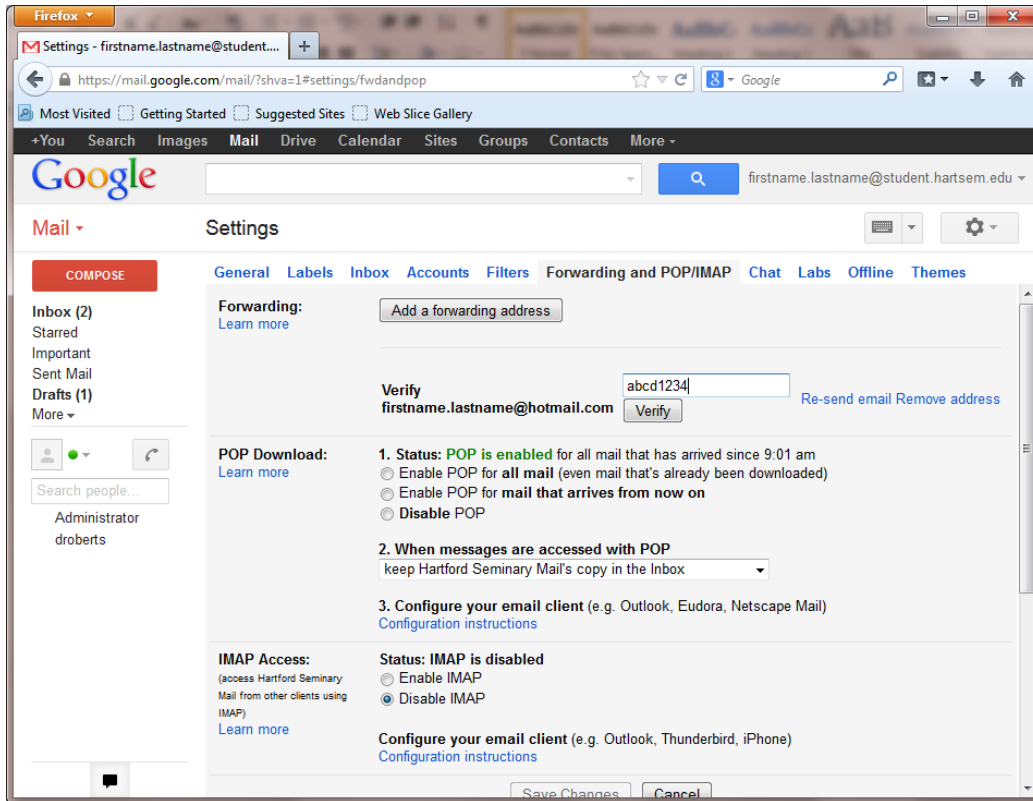 Firefox
Settings - firstname.lastname@student....
https://mail.google.com/mail/?shva=1#settings/fwdandpop
8 Google
Most Visited Getting Started Suggested Sites Web Slice Gallery
+You Search Images Mail Drive Calendar Sites Groups Contacts More
Google firstname.lastname@student.hartsem.edu
Mail Settings
COMPOSE
General Labels Inbox Accounts Filters Forwarding and POP/IMAP Chat Labs Offline Themes
Inbox (2)
Starred
Important
Sent Mail
Drafts (1)
More
Search people...
Administrator
droberts
Forwarding:
Learn more
Add a forwarding address
Verify
firstname.lastname@hotmail.com
abcd1234
Verify
Re-send email Remove address
POP Download:
Learn more
1. Status: POP is enabled for all mail that has arrived since 9:01 am
Enable POP for all mail (even mail that's already been downloaded)
Enable POP for mail that arrives from now on
Disable POP
2. When messages are accessed with POP
keep Hartford Seminary Mail's copy in the Inbox
3. Configure your email client (e.g. Outlook, Eudora, Netscape Mail)
Configuration instructions
IMAP Access:
(access Hartford Seminary
Mail from other clients using
IMAP)
Learn more
Status: IMAP is disabled
Enable IMAP
Disable IMAP
Configure your email client (e.g. Outlook, Thunderbird, iPhone)
Configuration instructions
Save Changes Cancel